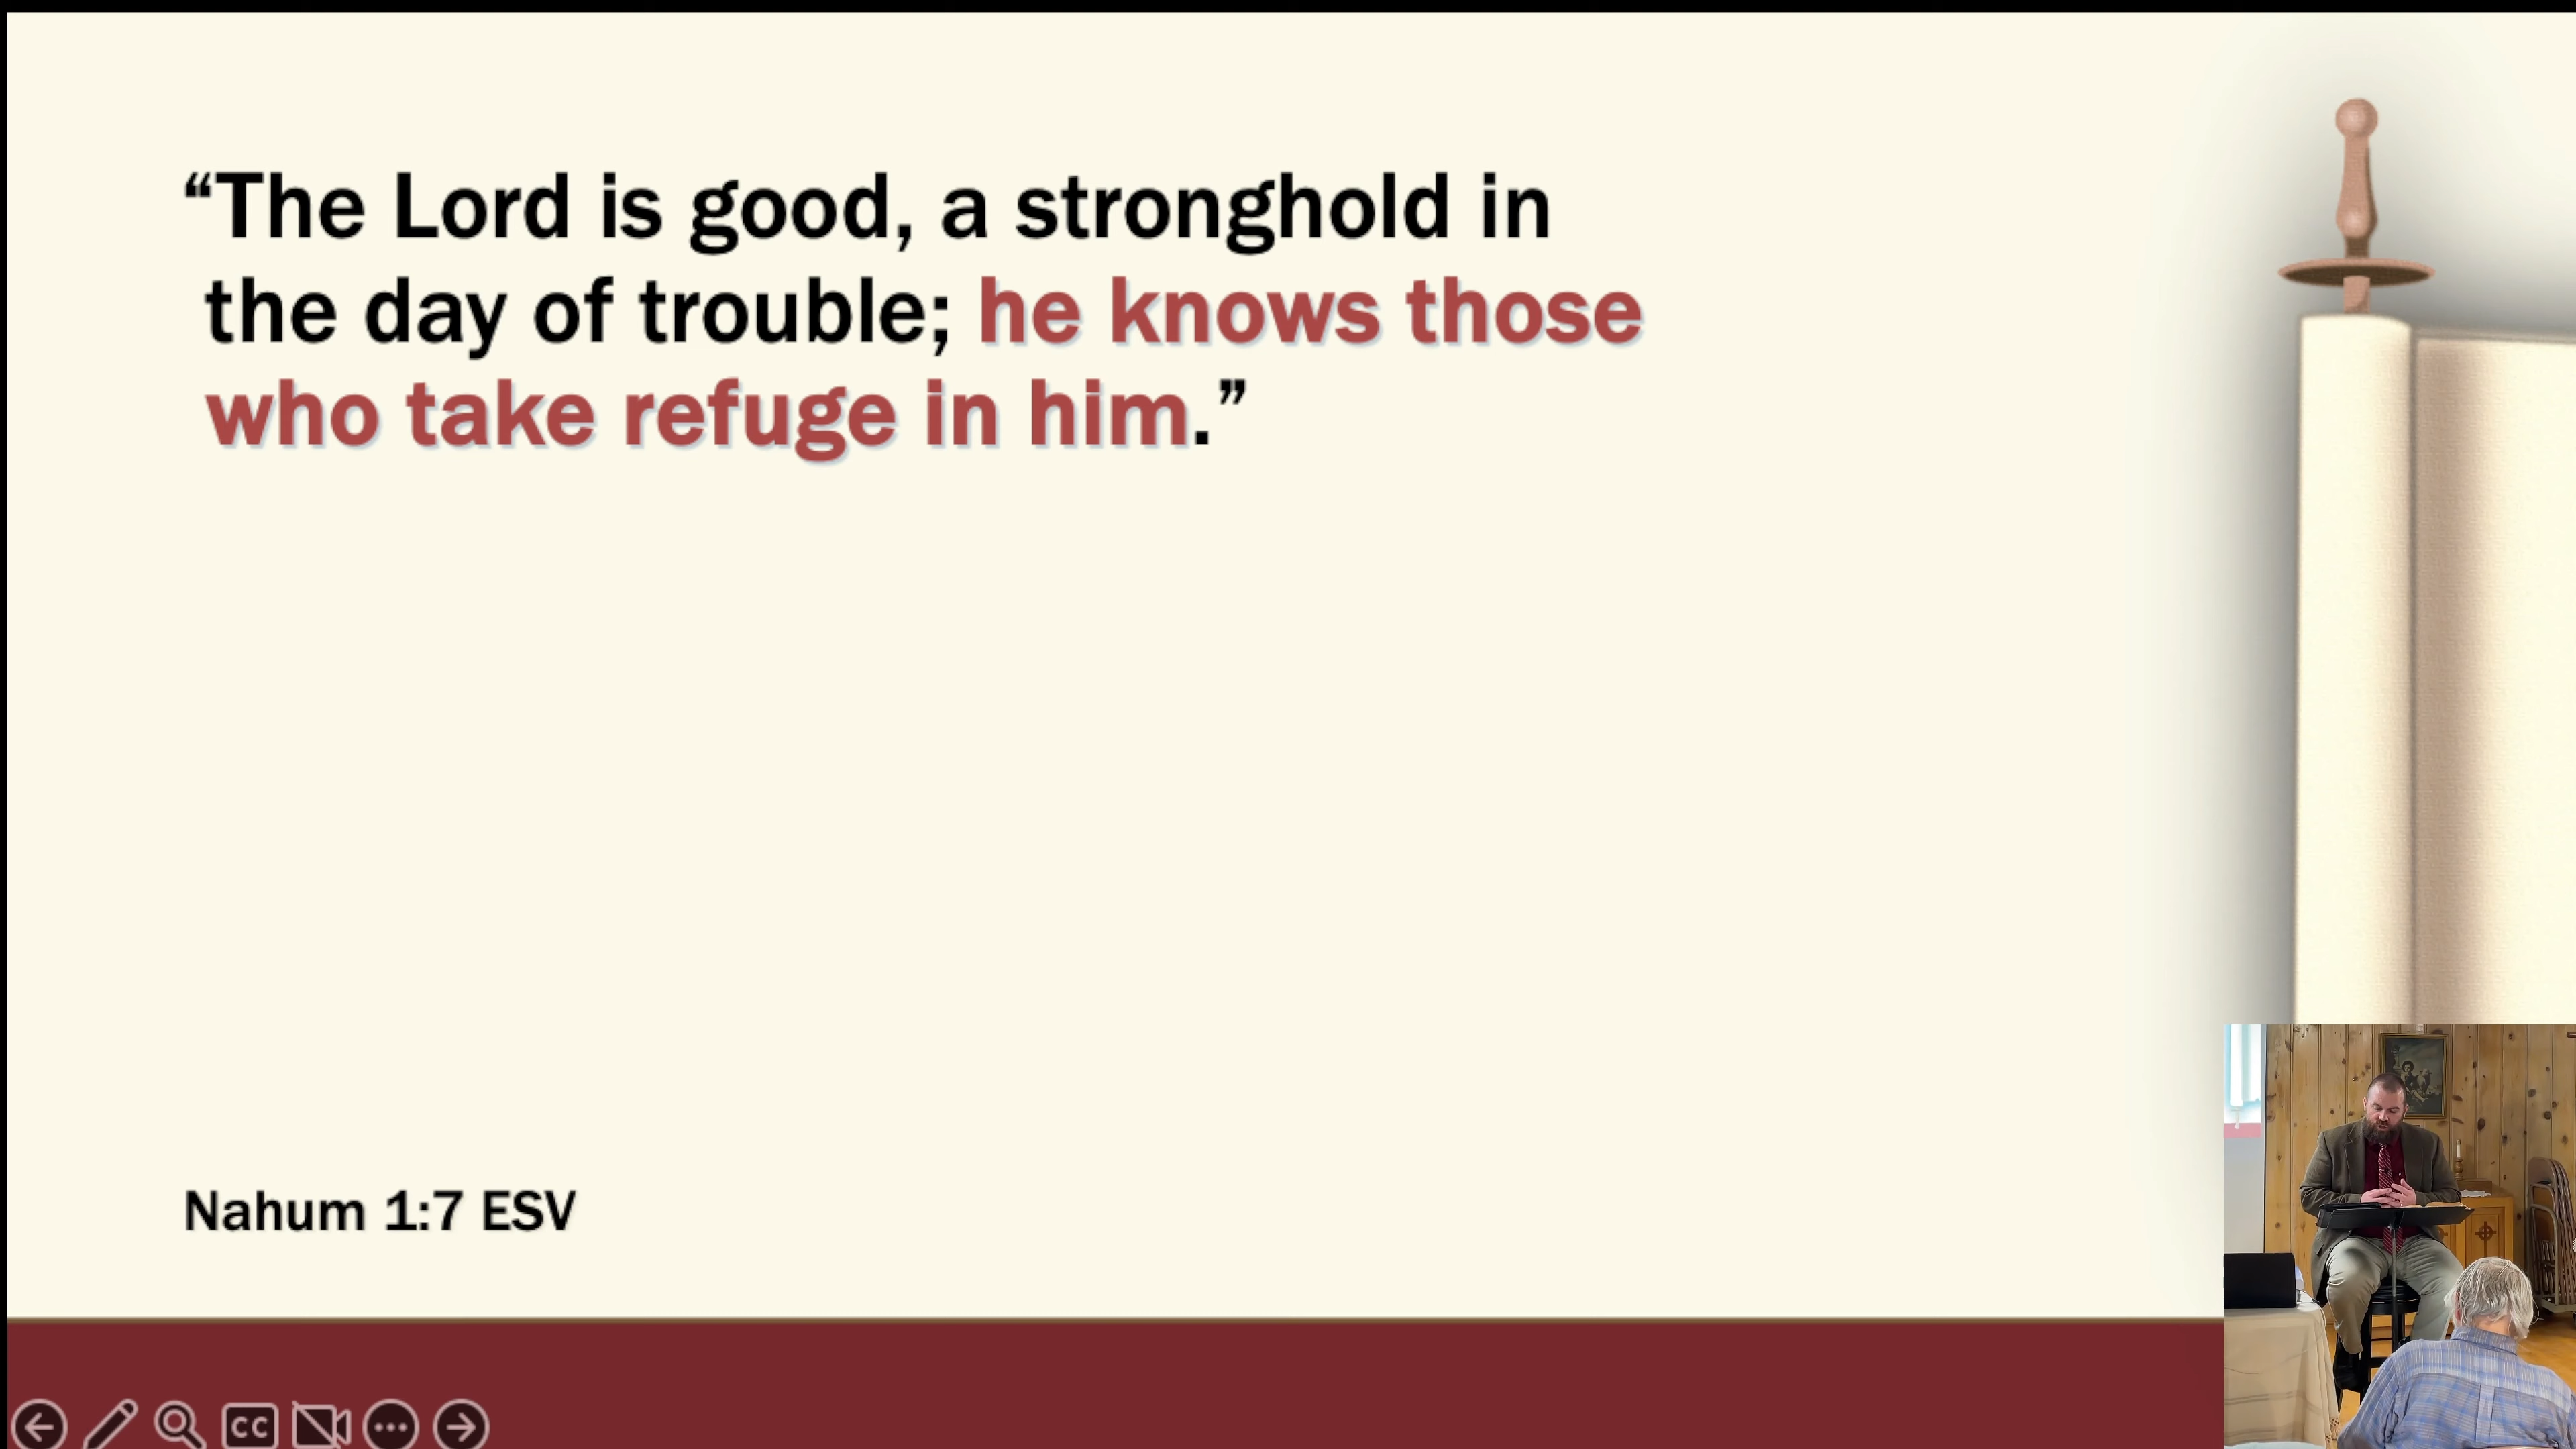 “The Lord is good, a stronghold in
the day of trouble; he knows those
who take refuge in him.”
Nahum 1:7 ESV
CC